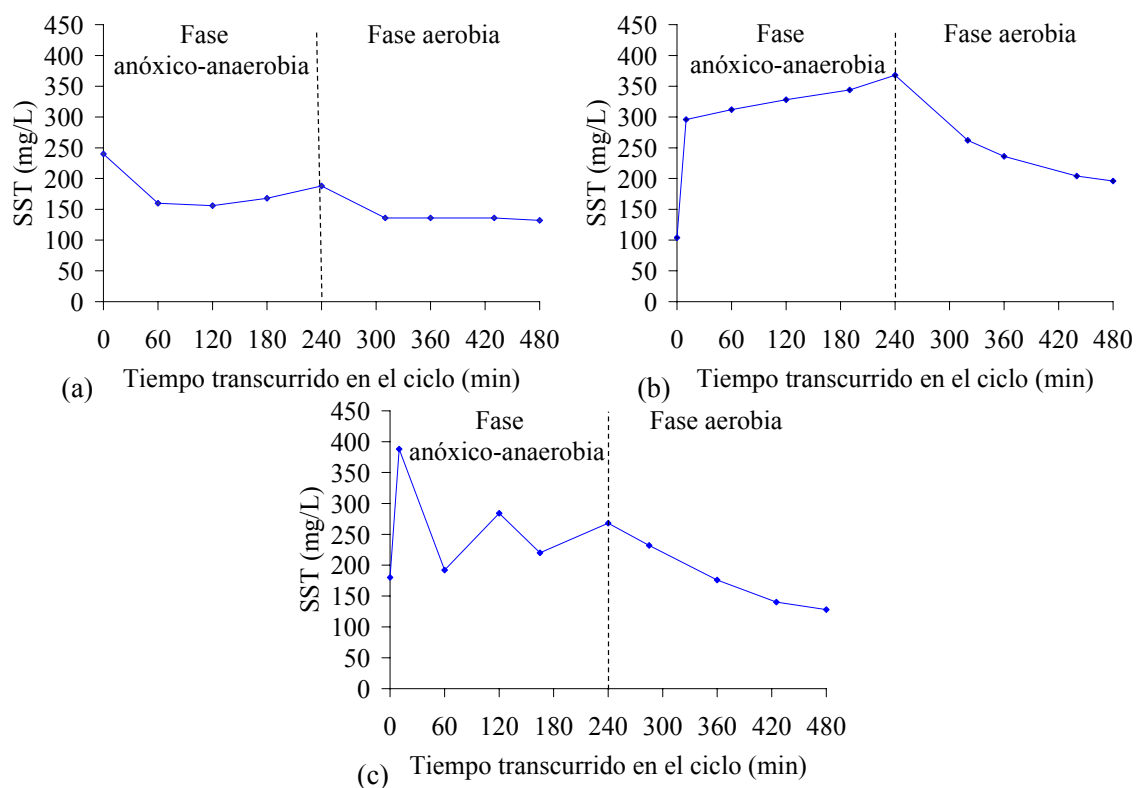 Fase
anóxico-anaerobia
Fase aerobia
SST (mg/L)
450
400
350
300
250
200
150
100
50
0
0 60 120 180 240 300 360 420 480
(a) Tiempo transcurrido en el ciclo (min)
Fase
anóxico-anaerobia
Fase aerobia
SST (mg/L)
450
400
350
300
250
200
150
100
50
0
0 60 120 180 240 300 360 420 480
(b) Tiempo transcurrido en el ciclo (min)
Fase
anóxico-anaerobia
Fase aerobia
SST (mg/L)
450
400
350
300
250
200
150
100
50
0
0 60 120 180 240 300 360 420 480
(c) Tiempo transcurrido en el ciclo (min)